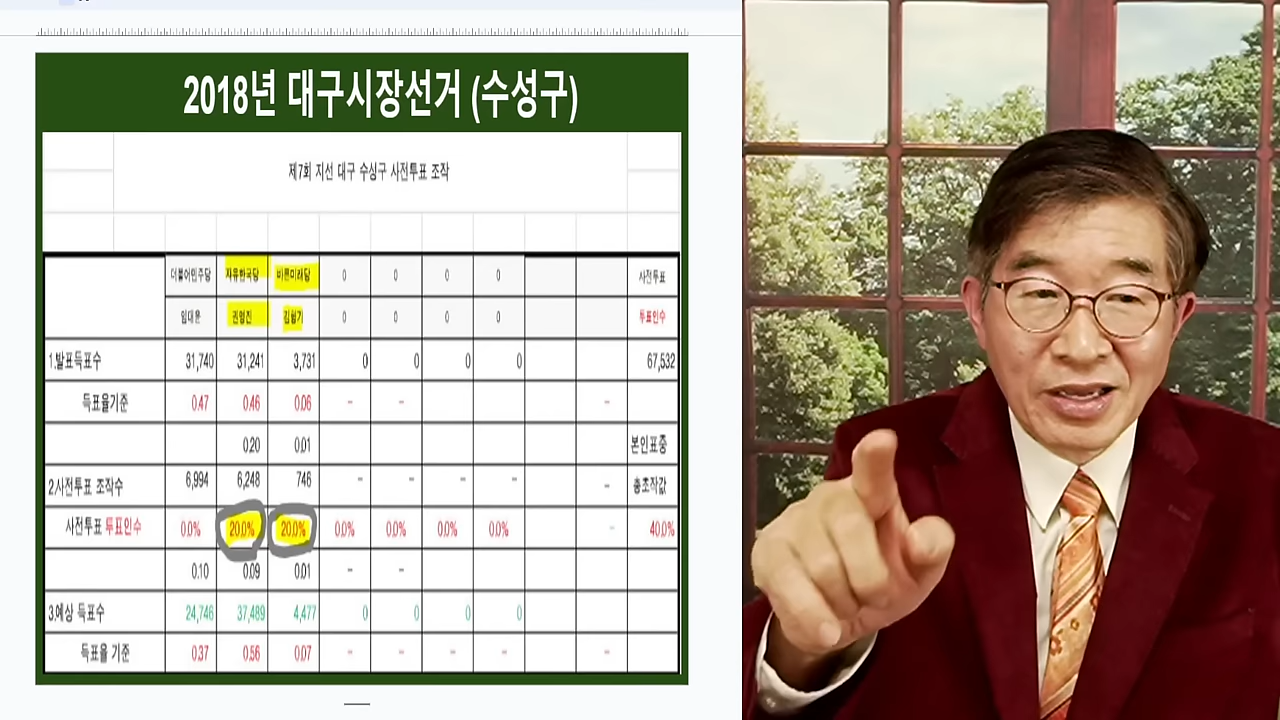 2018년 대구시장선거 (수성구)
제7회 지선 대구 수성구 사전투표 조작
더불어민주당 자유한국당 바른미래당 0 0 0 0 사전투표
임대윤 권영진 김형기 0 0 0 0 투표인수
1.발표득표수 31,740 31,241 3,731 0 0 0 0 67,532
득표율기준 0.47 0.46 0.06 - - -
0.20 0.01 본인표중
2.사전투표 조작수 6,994 6,248 746 - - - - - 총조작값
사전투표 투표인수 0.0% 20.0% 20.0% 0.0% 0.0% 0.0% 0.0% - 40.0%
0.10 0.09 0.01 - -
3.예상 득표수 24,746 37,489 4,477 0 0 0 0
득표율 기준 0.37 0.56 0.07 - - - - -